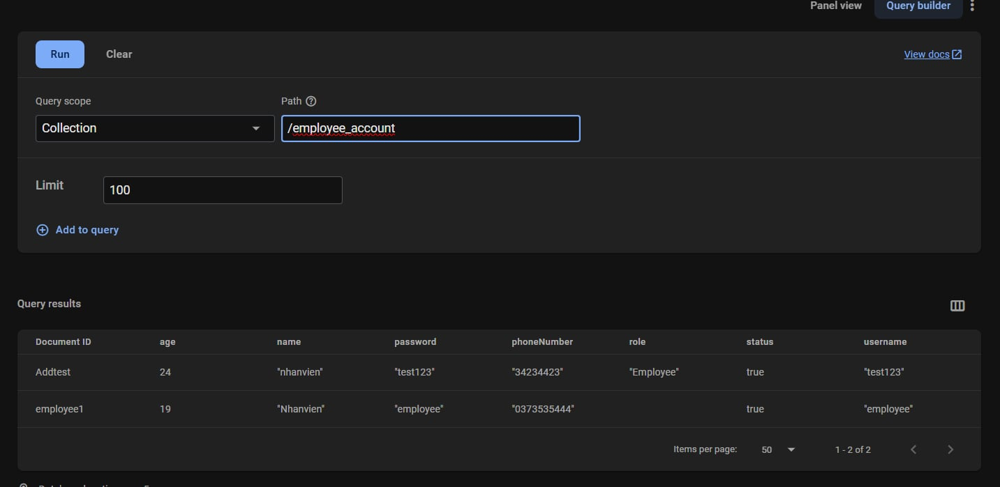 Panel view Query builder
Run Clear View docs
Query scope Path
Collection /employee_account
Limit 100
Add to query
Query results
Document ID age name password phoneNumber role status username
Addtest 24 "nhanvien" "test123" "34234423" "Employee" true "test123"
employee1 19 "Nhanvien" "employee" "0373535444" true "employee"
Items per page: 50 1 - 2 of 2